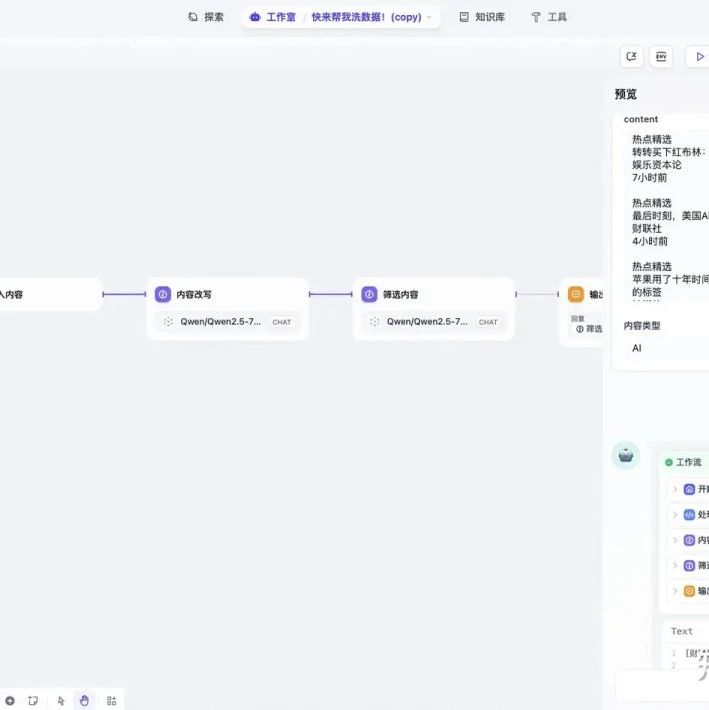 探索
工作室 / 快来帮我洗数据！(copy)
知识库
工具
ENV
预览
content
热点精选
转转买下红布林：
娱乐资本论
7小时前
热点精选
最后时刻，美国AI
财联社
4小时前
热点精选
苹果用了十年时间
的标签
内容类型
AI
入内容
内容改写
Qwen/Qwen2.5-7...
CHAT
筛选内容
Qwen/Qwen2.5-7...
CHAT
输出
回复
筛选
工作流
开
处
内容
筛
输出
Text
1 [财
2